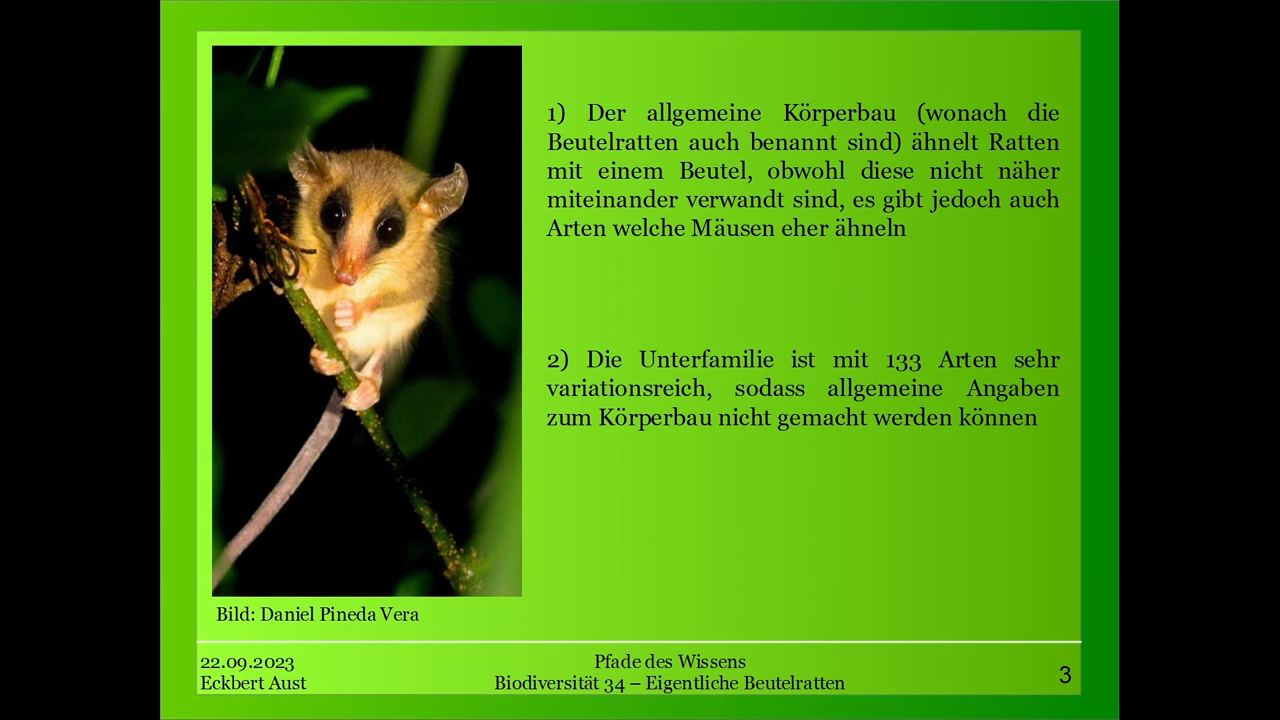 1) Der allgemeine Körperbau (wonach die
Beutelratten auch benannt sind) ähnelt Ratten
mit einem Beutel, obwohl diese nicht näher
miteinander verwandt sind, es gibt jedoch auch
Arten welche Mäusen eher ähneln
2) Die Unterfamilie ist mit 133 Arten sehr
variationsreich, sodass allgemeine Angaben
zum Körperbau nicht gemacht werden können
Bild: Daniel Pineda Vera
22.09.2023
Eckbert Aust
Pfade des Wissens
Biodiversität 34 – Eigentliche Beutelratten
3